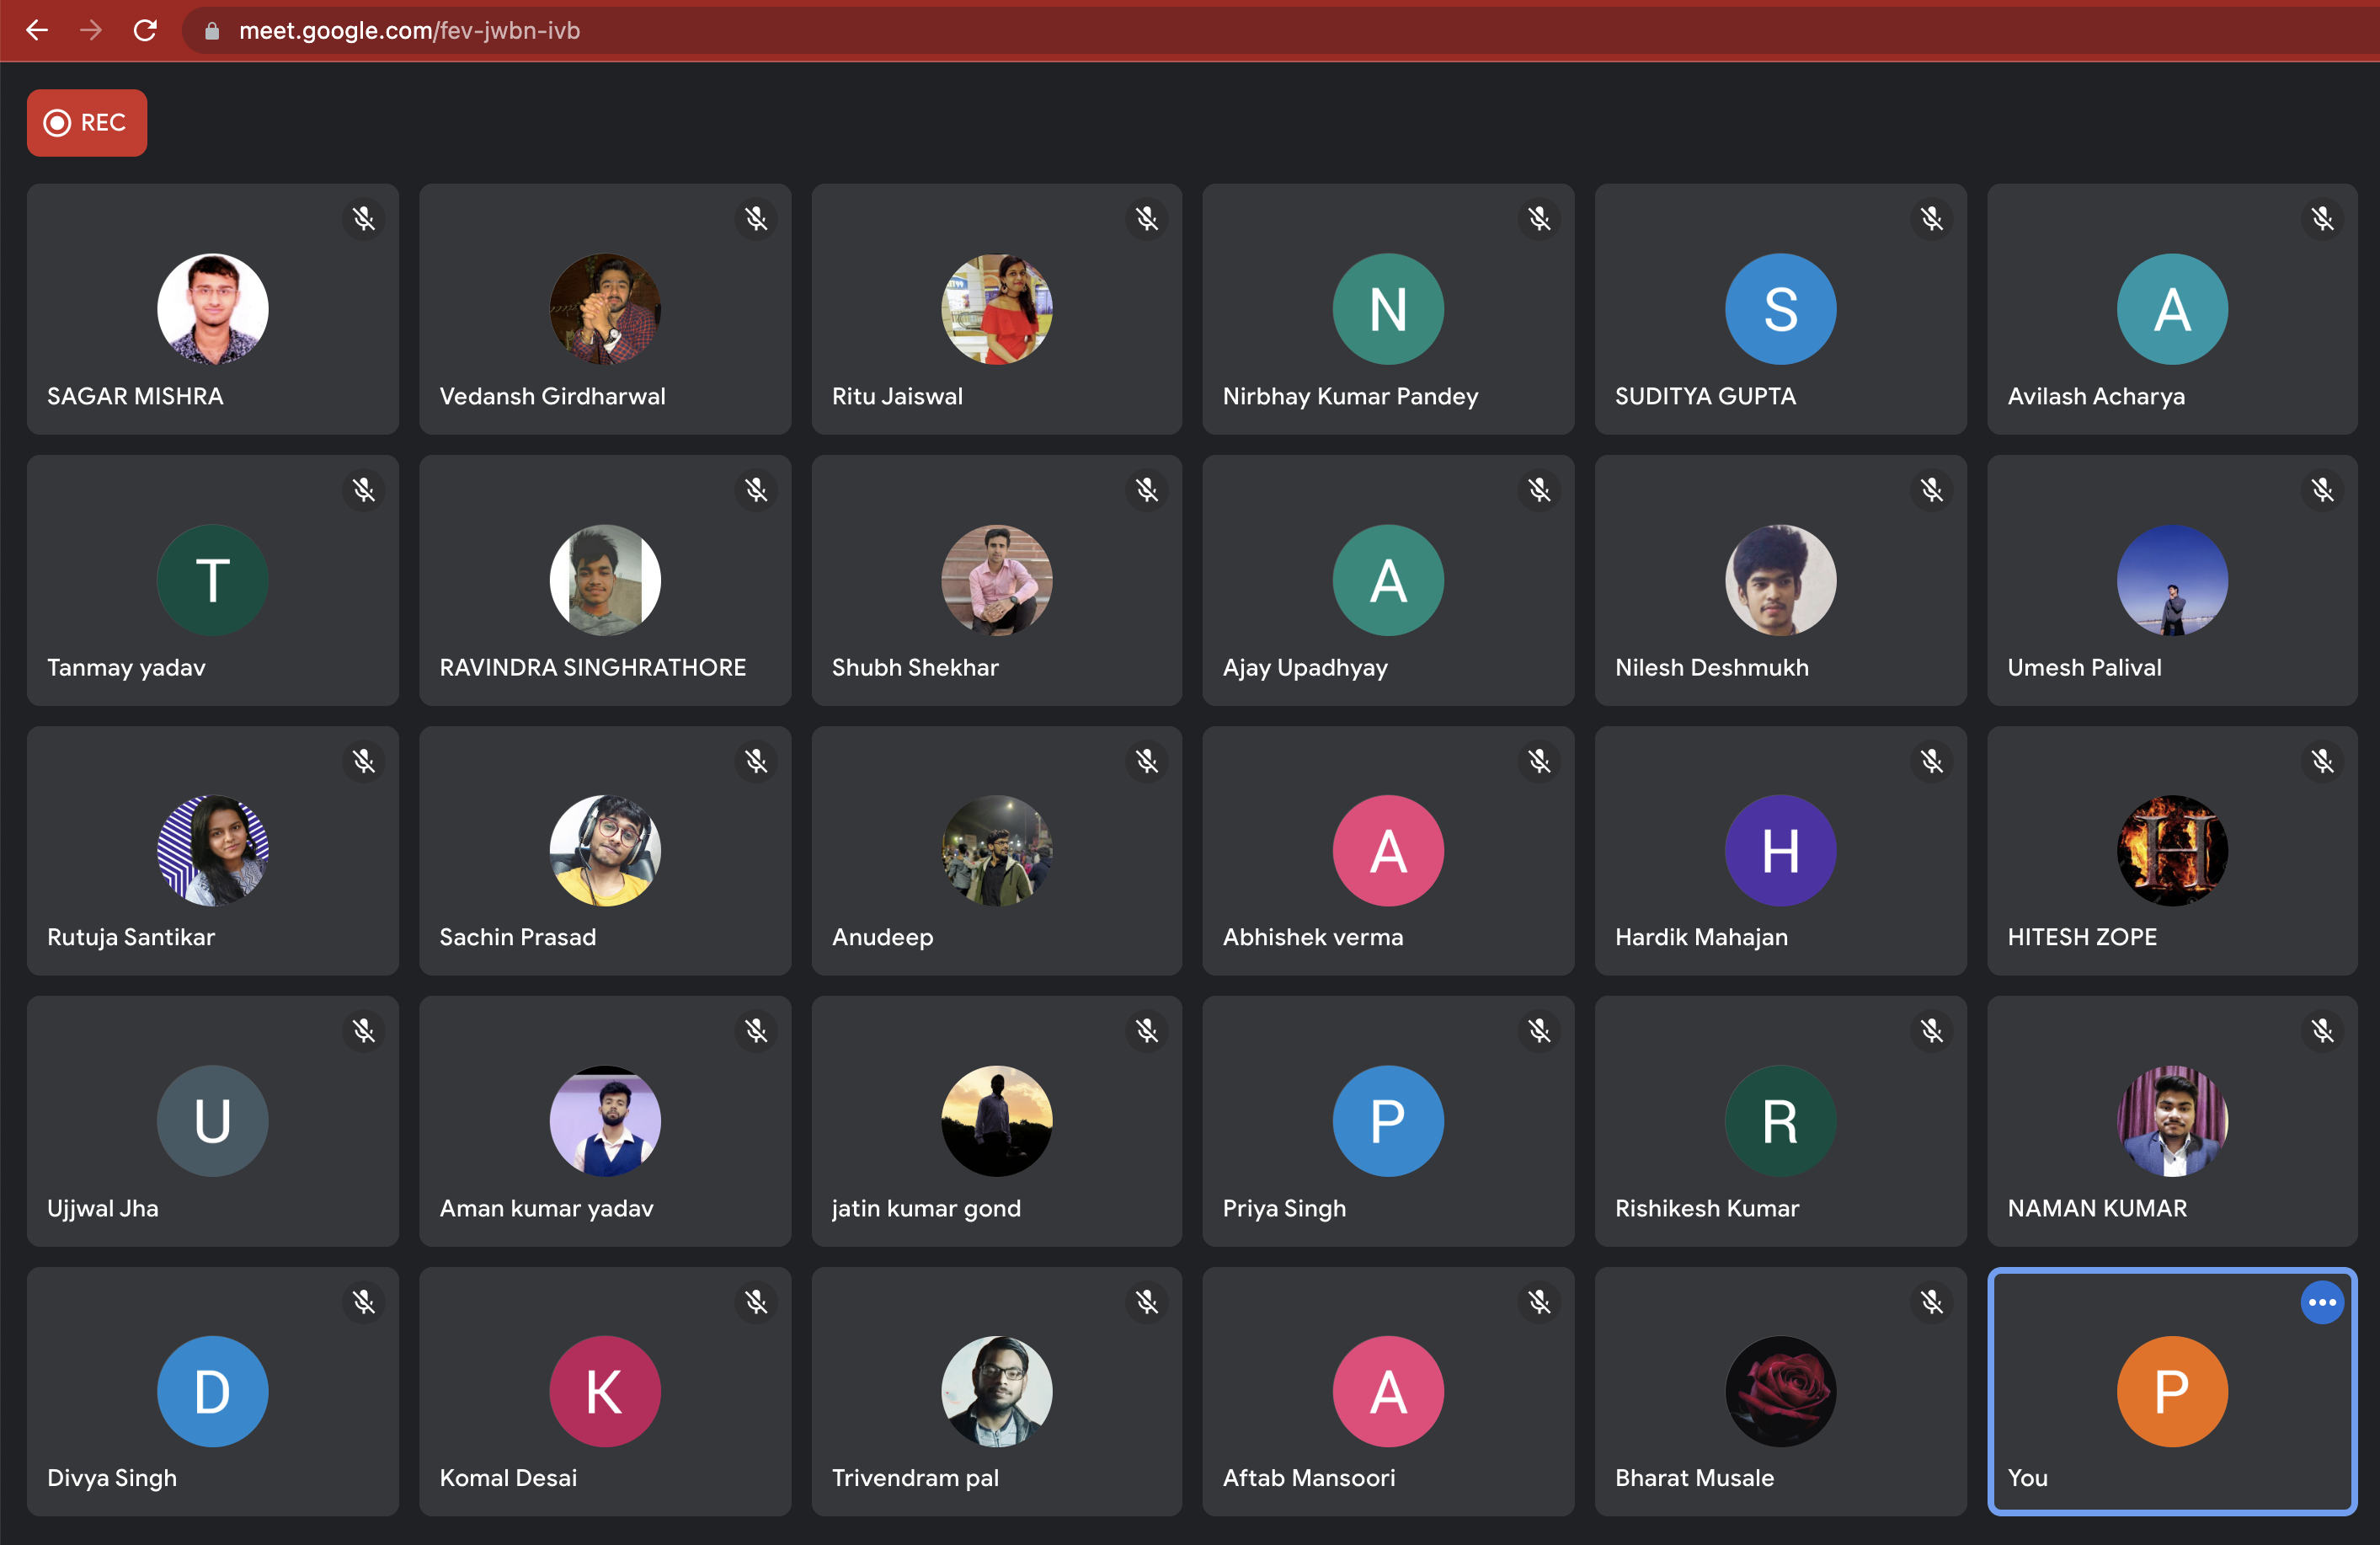 meet.google.com/fev-jwbn-ivb
REC
SAGAR MISHRA
Vedansh Girdharwal
Ritu Jaiswal
N
Nirbhay Kumar Pandey
S
SUDITYA GUPTA
A
Avilash Acharya
T
Tanmay yadav
RAVINDRA SINGHRATHORE
Shubh Shekhar
A
Ajay Upadhyay
Nilesh Deshmukh
Umesh Palival
Rutuja Santikar
Sachin Prasad
Anudeep
A
Abhishek verma
H
Hardik Mahajan
H
HITESH ZOPE
U
Ujjwal Jha
Aman kumar yadav
jatin kumar gond
P
Priya Singh
R
Rishikesh Kumar
NAMAN KUMAR
D
Divya Singh
K
Komal Desai
Trivendram pal
A
Aftab Mansoori
Bharat Musale
P
You